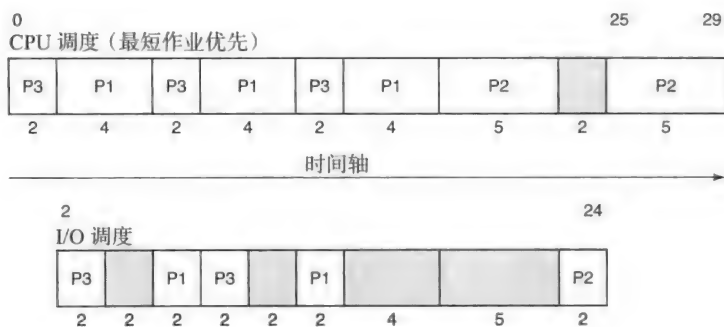 0 25 29
CPU 调度（最短作业优先）
P3 P1 P3 P1 P3 P1 P2 P2
2 4 2 4 2 4 5 2 5
时间轴
2 24
I/O 调度
P3 P1 P3 P1 P2
2 2 2 2 2 2 4 5 2